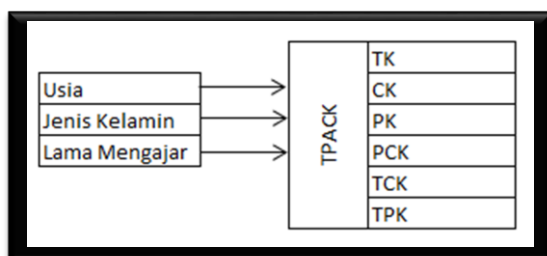 Usia
Jenis Kelamin
Lama Mengajar
TPACK
TK
CK
PK
PCK
TCK
TPK